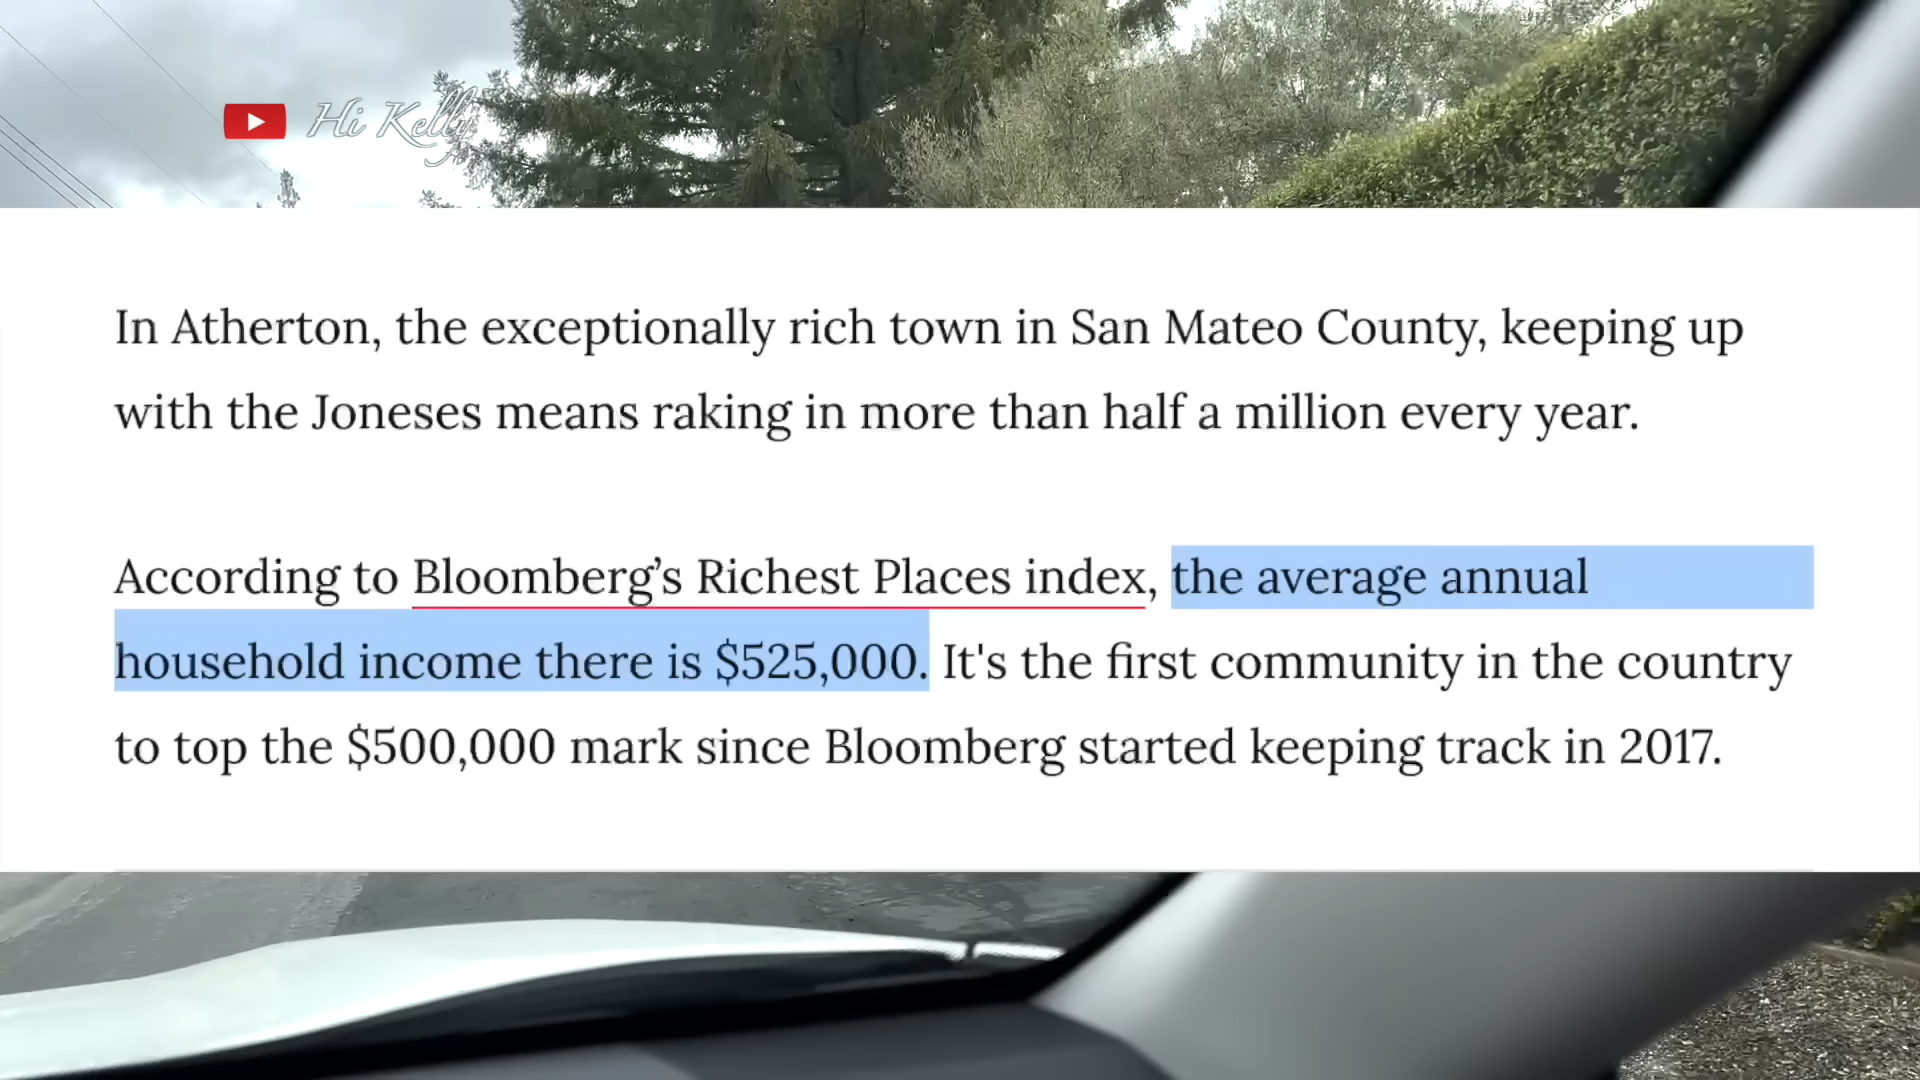 Hi Kelly
In Atherton, the exceptionally rich town in San Mateo County, keeping up
with the Joneses means raking in more than half a million every year.
According to Bloomberg’s Richest Places index, the average annual
household income there is $525,000. It's the first community in the country
to top the $500,000 mark since Bloomberg started keeping track in 2017.